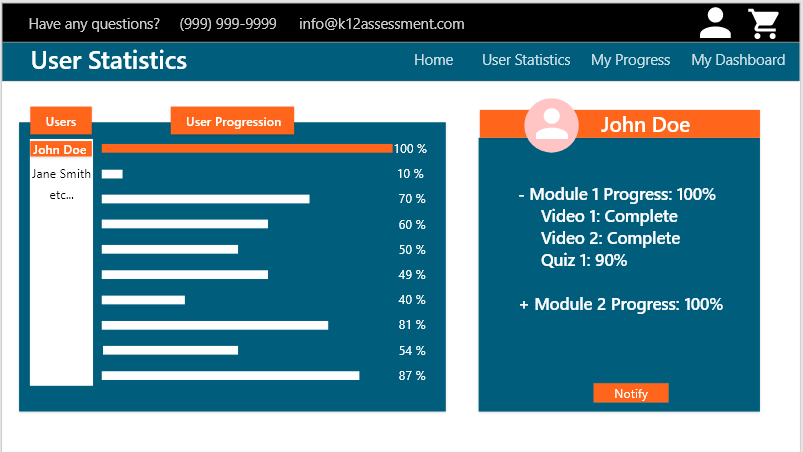 Have any questions? (999) 999-9999 info@k12assessment.com
User Statistics Home User Statistics My Progress My Dashboard
Users User Progression
John Doe 100 %
Jane Smith 10 %
etc... 70 %
60 %
50 %
49 %
40 %
81 %
54 %
87 %
John Doe
- Module 1 Progress: 100%
Video 1: Complete
Video 2: Complete
Quiz 1: 90%
+ Module 2 Progress: 100%
Notify